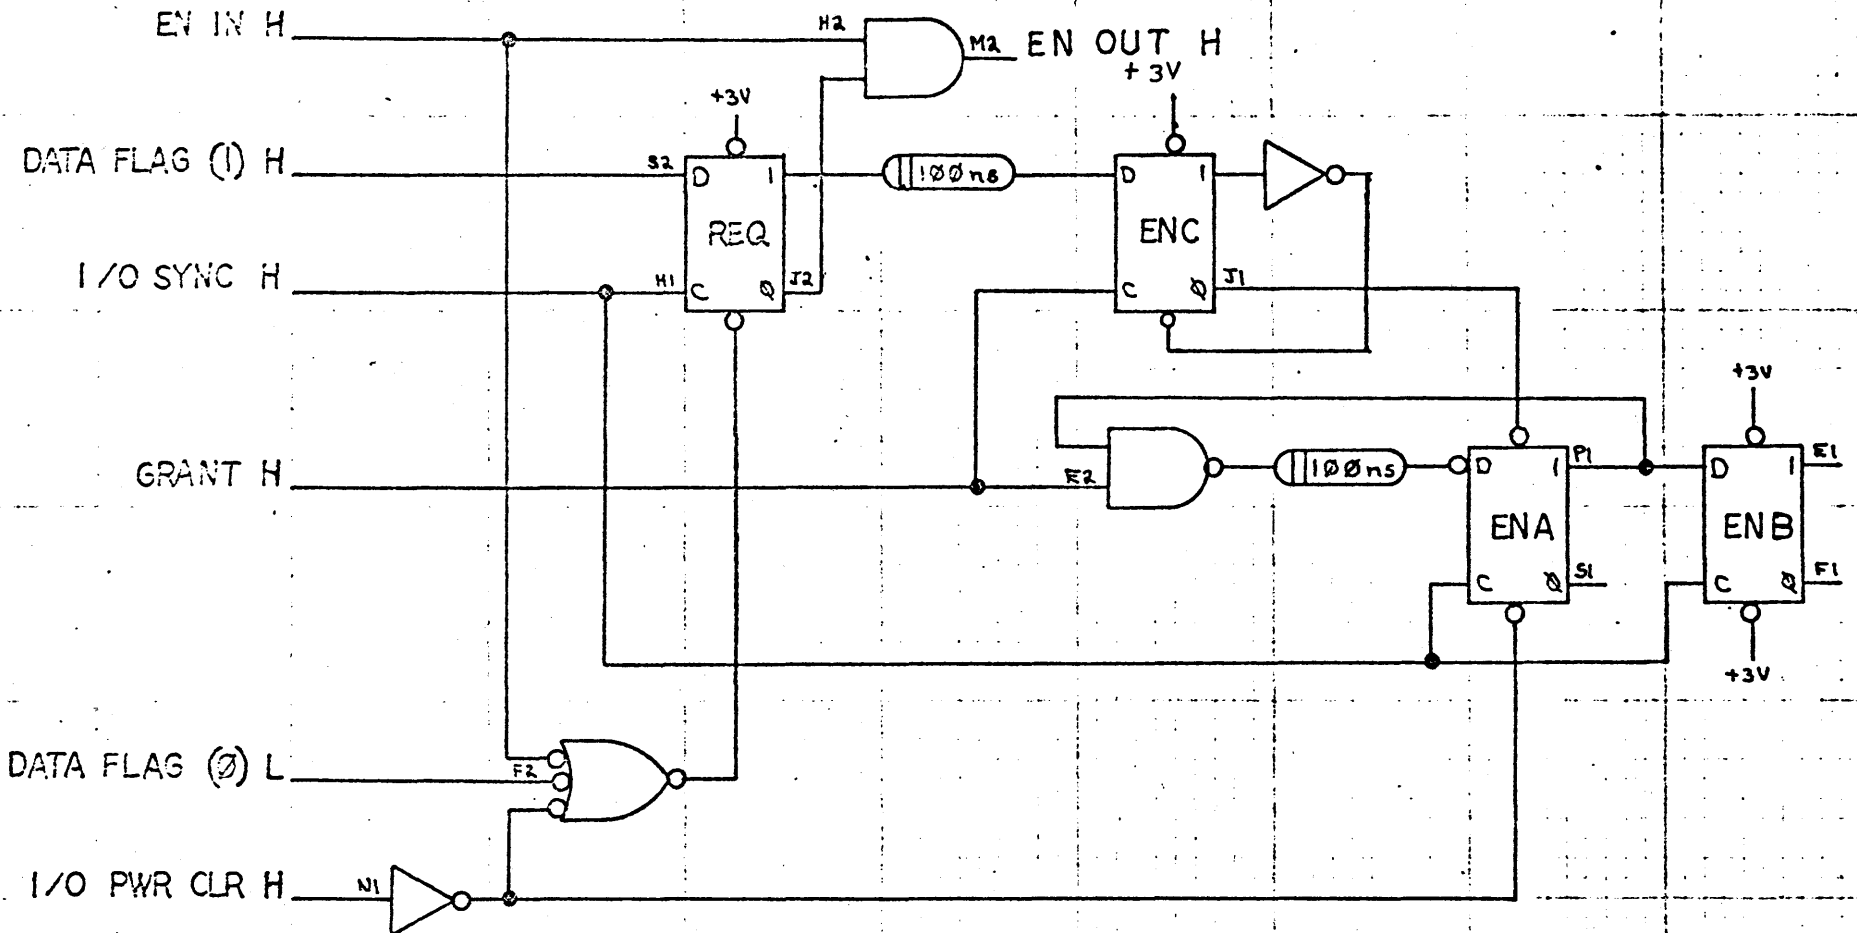 EN IN H
H2
M2
EN OUT H
+3V
+3V
DATA FLAG (1) H
S2
D
1
100ns
D
1
REQ
ENC
I/O SYNC H
H1
C
Ø
J2
C
Ø
J1
+3V
GRANT H
E2
100ns
D
1
P1
D
1
E1
ENA
ENB
C
Ø
S1
C
Ø
F1
+3V
DATA FLAG (Ø) L
F2
I/O PWR CLR H
N1